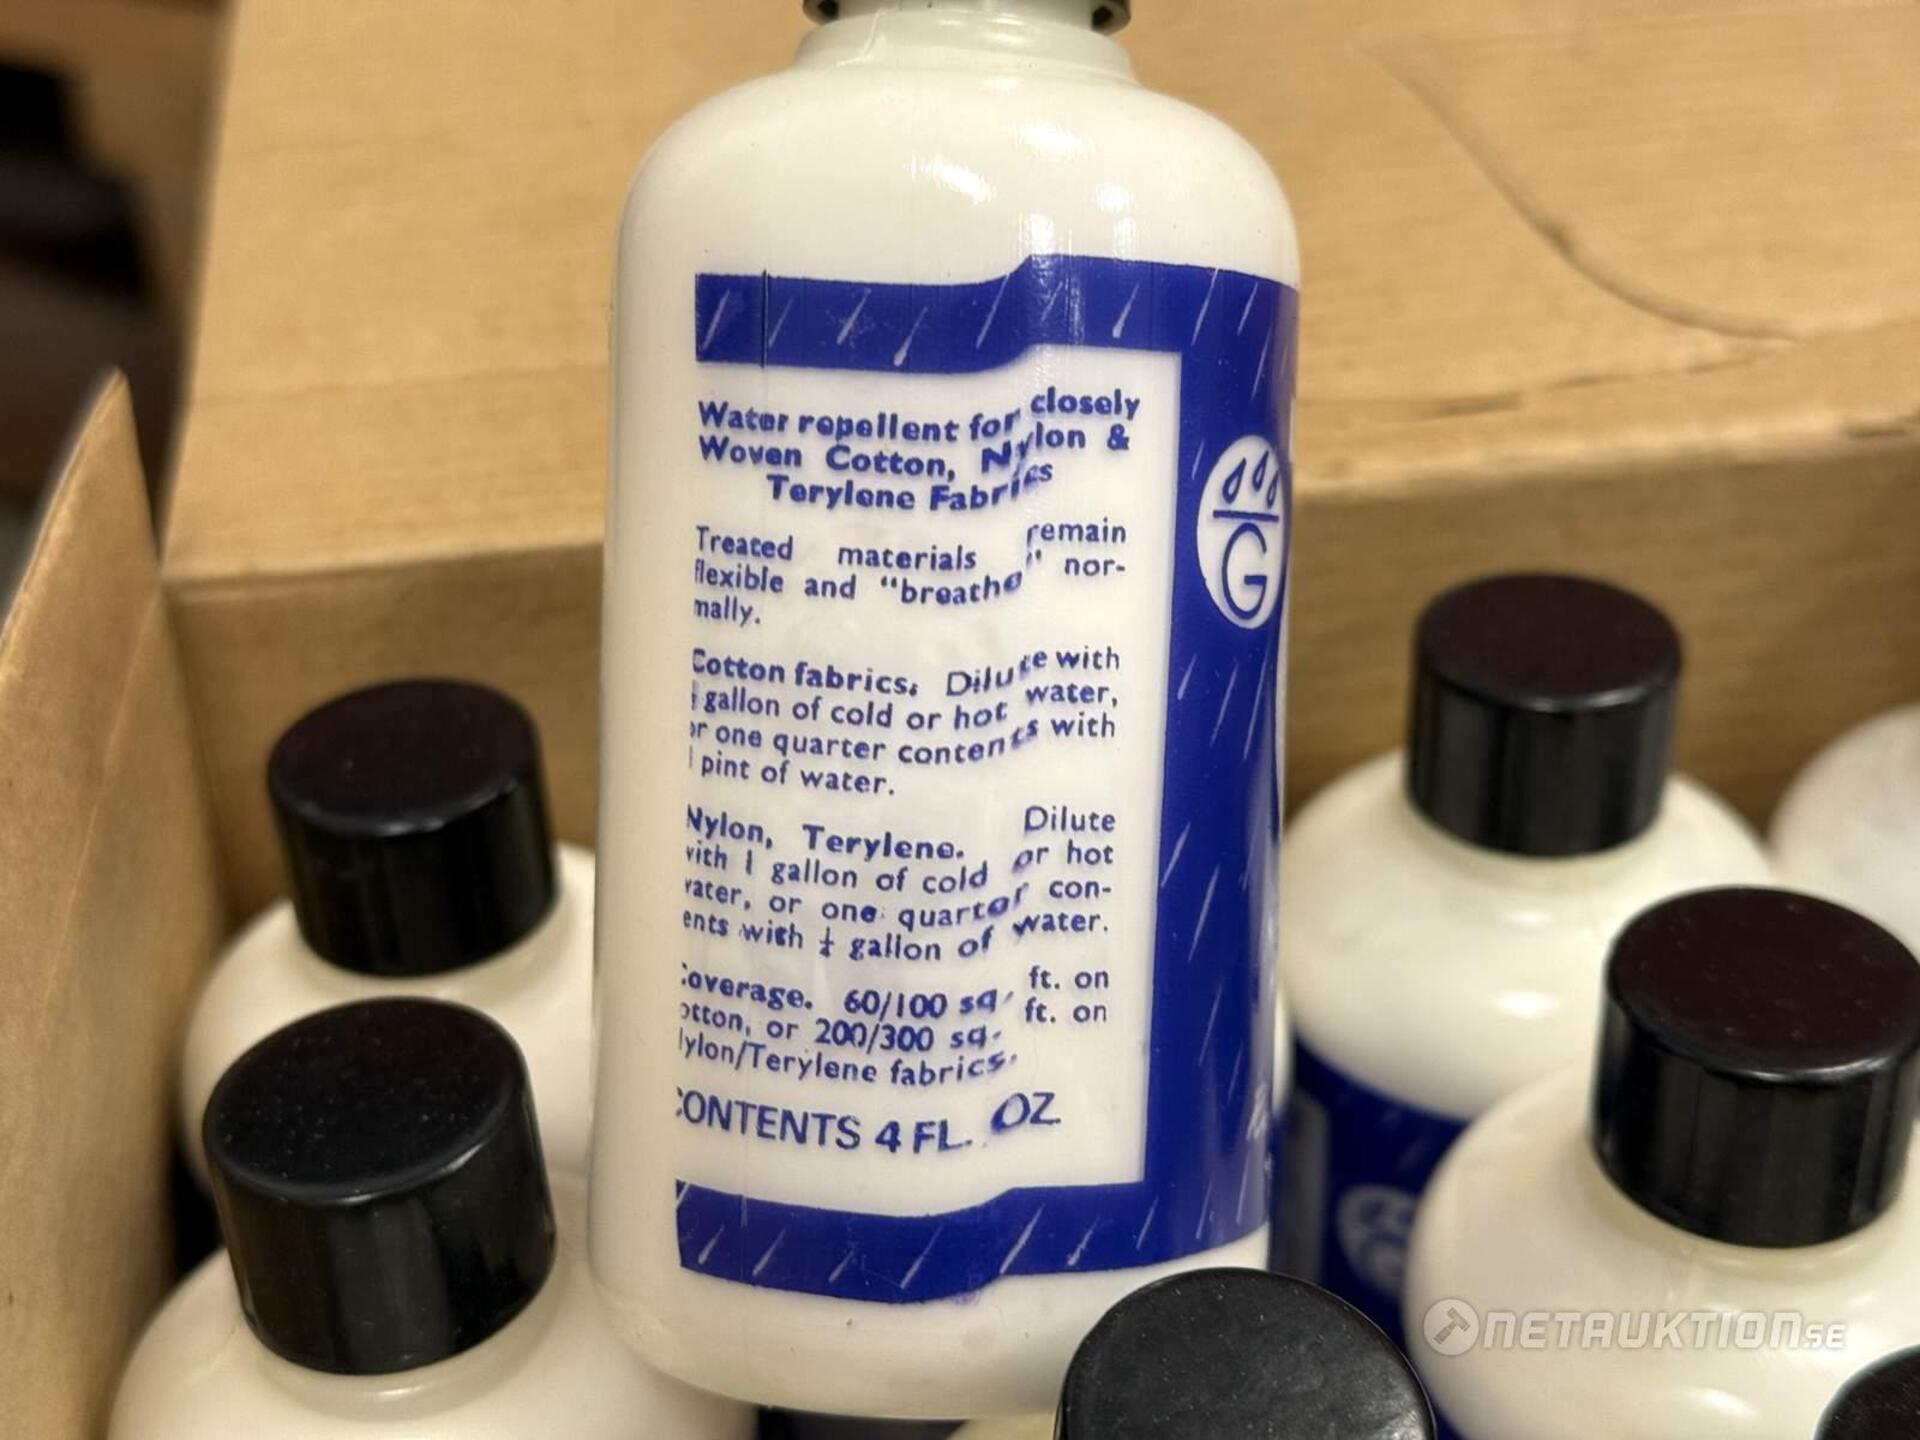 Water repellent for closely
Woven Cotton, Nylon &
Terylene Fabrics
Treated materials remain
flexible and "breathe" nor-
mally.
Cotton fabrics. Dilute with
gallon of cold or hot water,
or one quarter contents with
1 pint of water.
Nylon, Terylene. Dilute
with 1 gallon of cold or hot
water, or one quarter con-
ents with ¼ gallon of water.
Coverage. 60/100 sq. ft. on
otton, or 200/300 sq. ft. on
Nylon/Terylene fabrics.
CONTENTS 4 FL. OZ.
G
NETAUKTION.SE